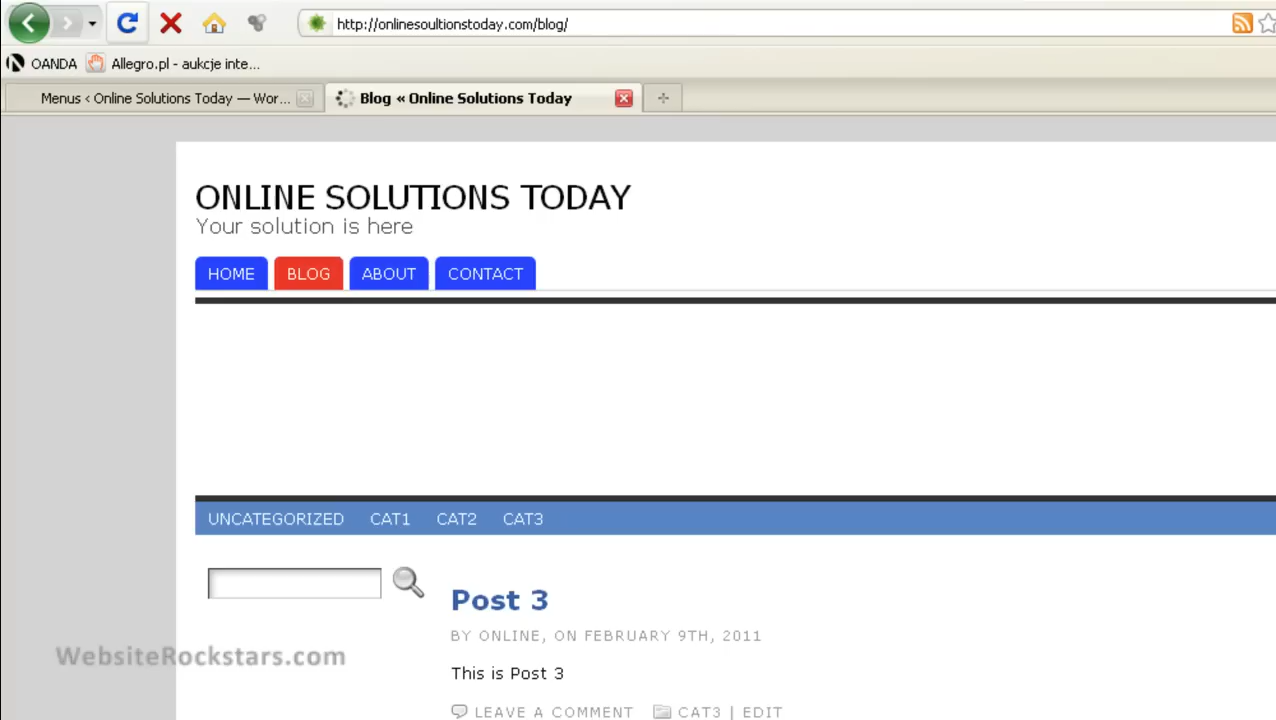 http://onlinesoultionstoday.com/blog/
OANDA Allegro.pl - aukcje inte...
Menus ‹ Online Solutions Today — Wor... Blog « Online Solutions Today
ONLINE SOLUTIONS TODAY
Your solution is here
HOME BLOG ABOUT CONTACT
UNCATEGORIZED CAT1 CAT2 CAT3
Post 3
BY ONLINE, ON FEBRUARY 9TH, 2011
WebsiteRockstars.com
This is Post 3
LEAVE A COMMENT CAT3 | EDIT